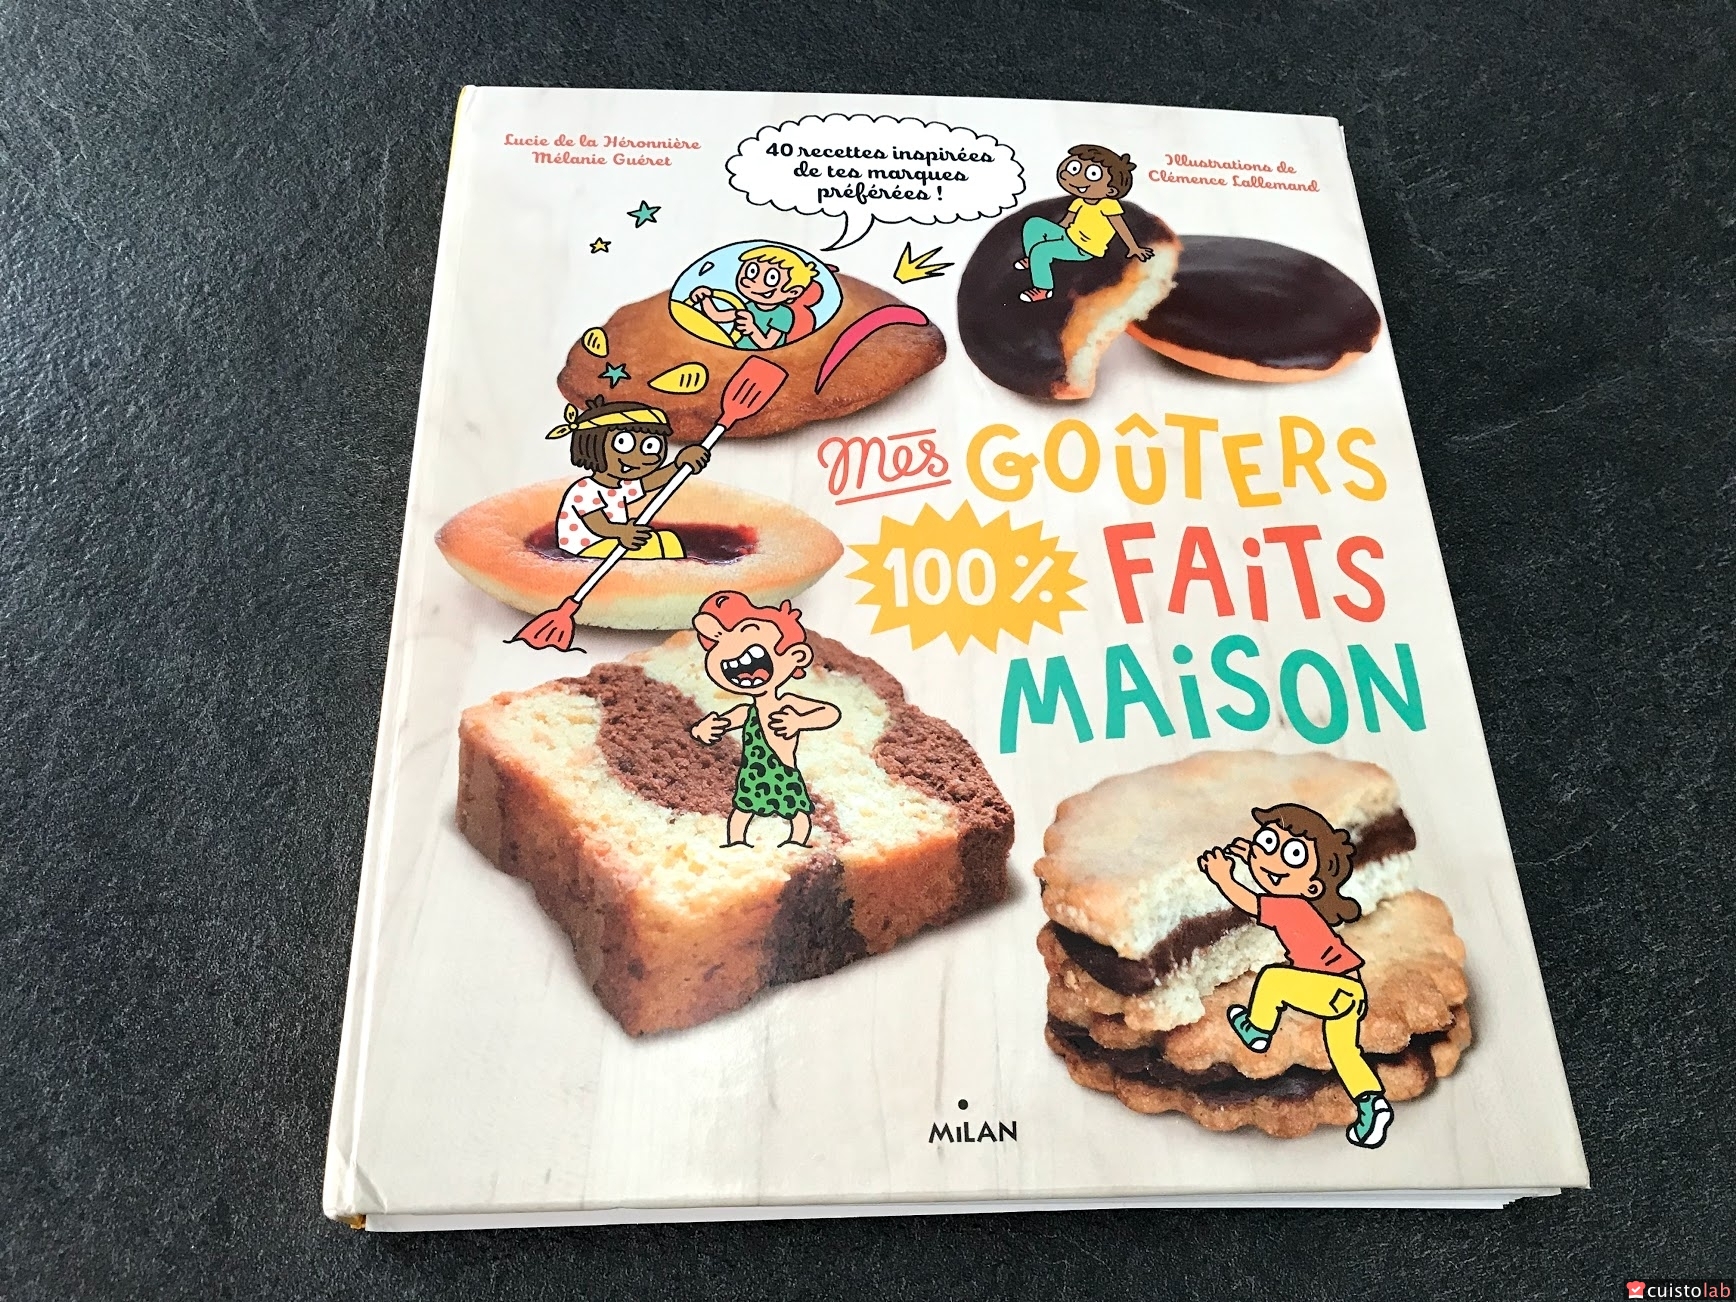 Lucie de la Héronnière
Mélanie Guéret
40 recettes inspirées
de tes marques
préférées !
Illustrations de
Clémence Lallemand
Mes GOÛTERS
100% FAiTS
MAiSON
MiLAN
cuistolab